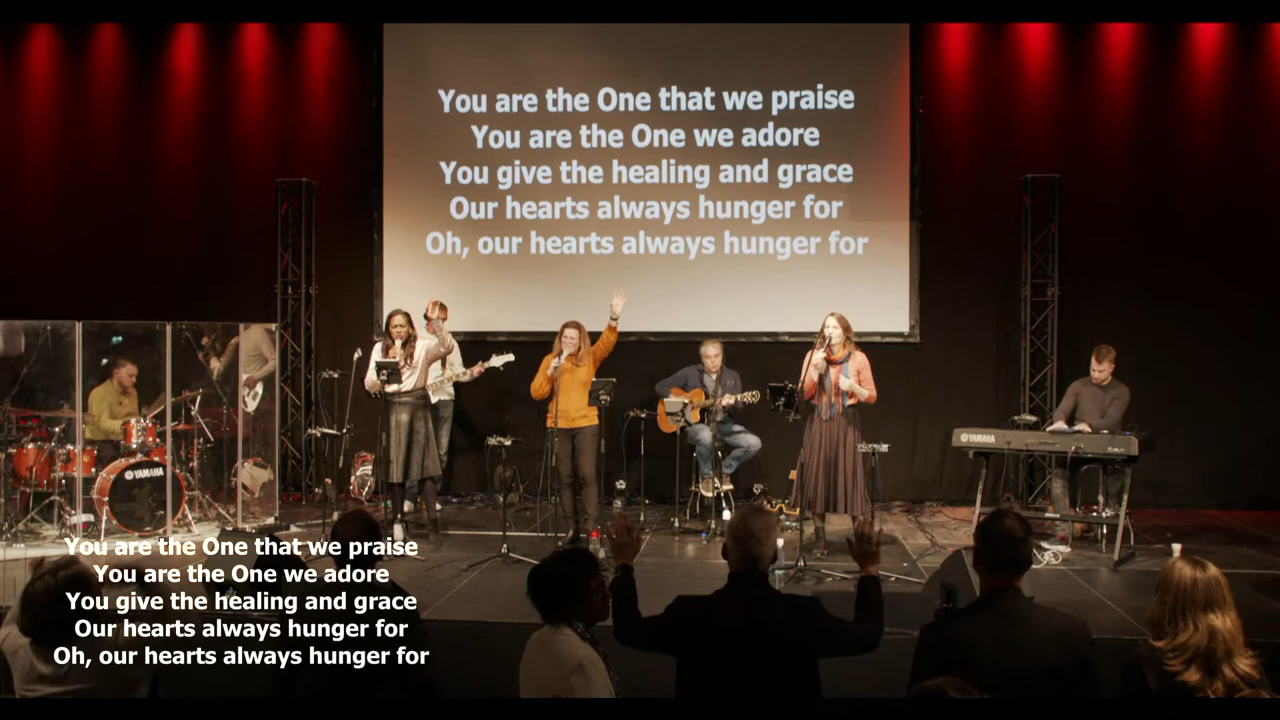 You are the One that we praise
You are the One we adore
You give the healing and grace
Our hearts always hunger for
Oh, our hearts always hunger for
YAMAHA
YAMAHA
You are the One that we praise
You are the One we adore
You give the healing and grace
Our hearts always hunger for
Oh, our hearts always hunger for